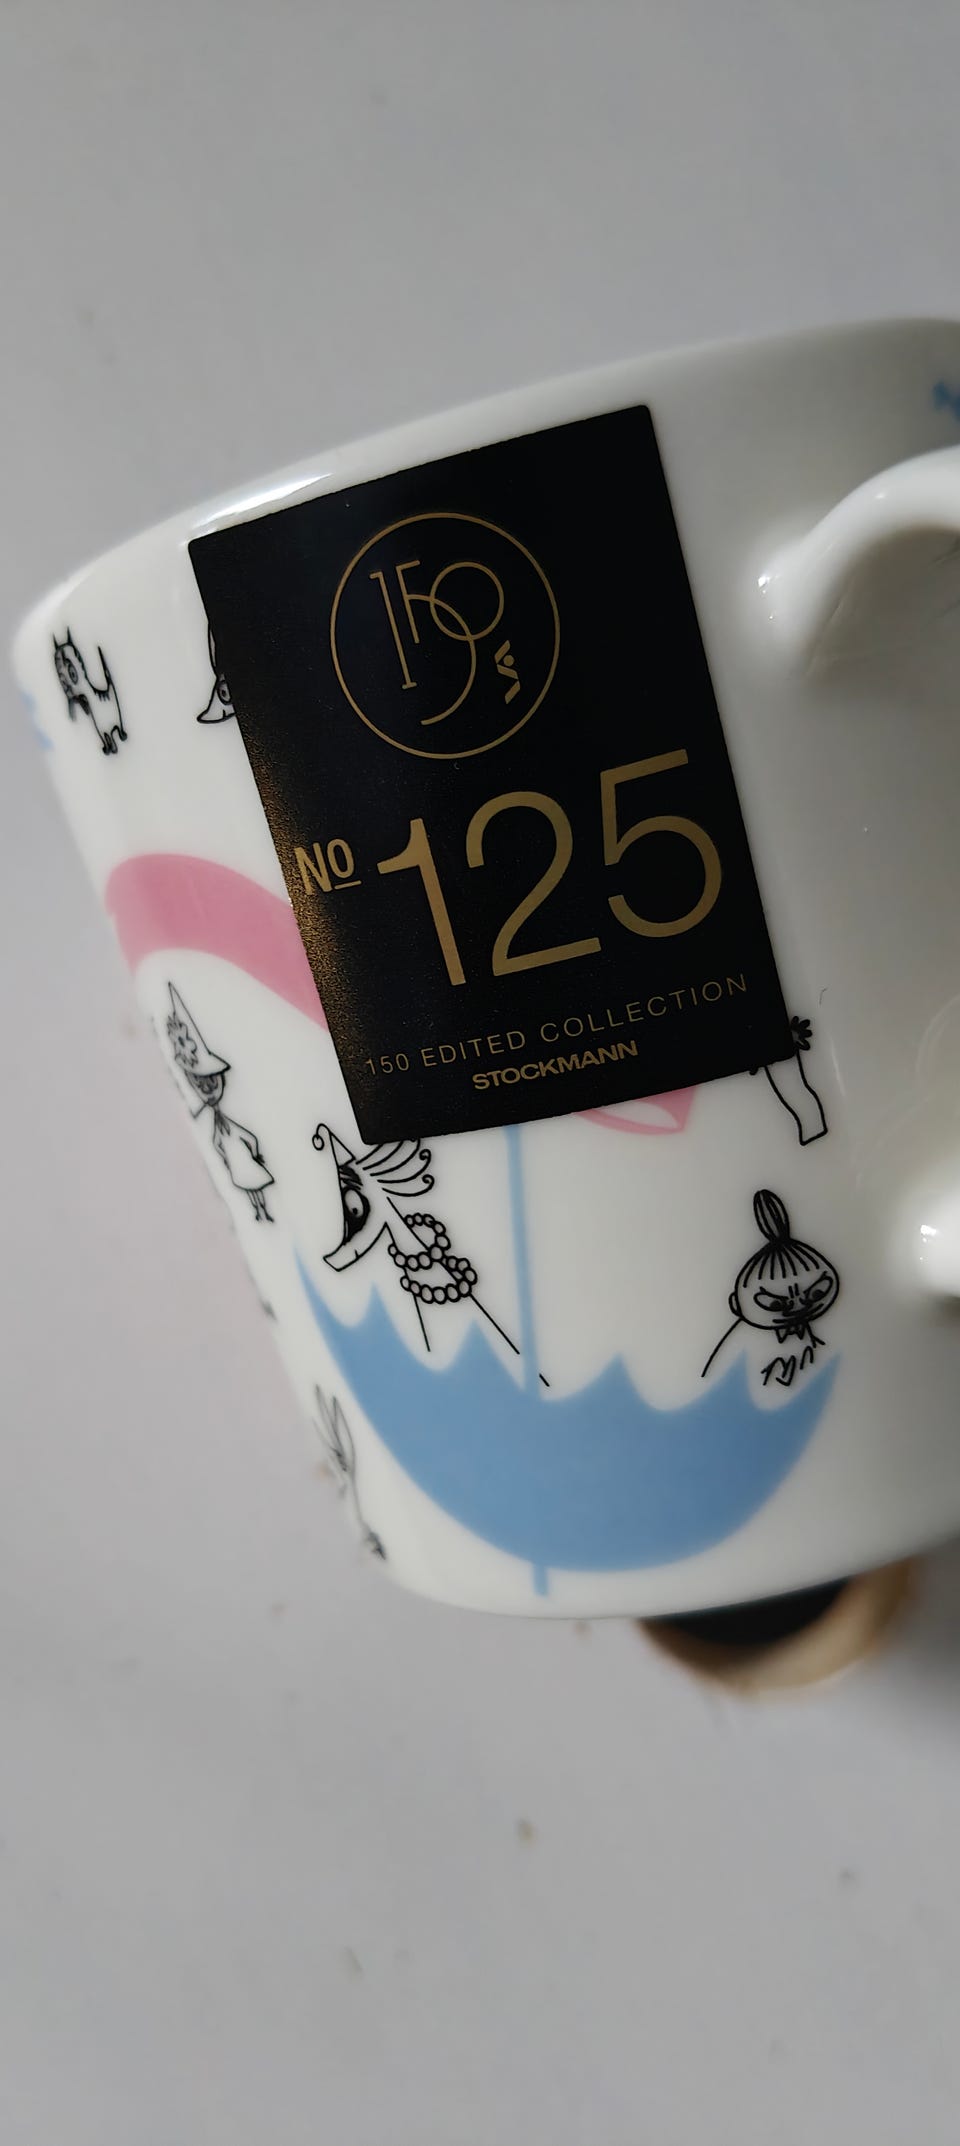 150
No 125
150 EDITED COLLECTION
STOCKMANN